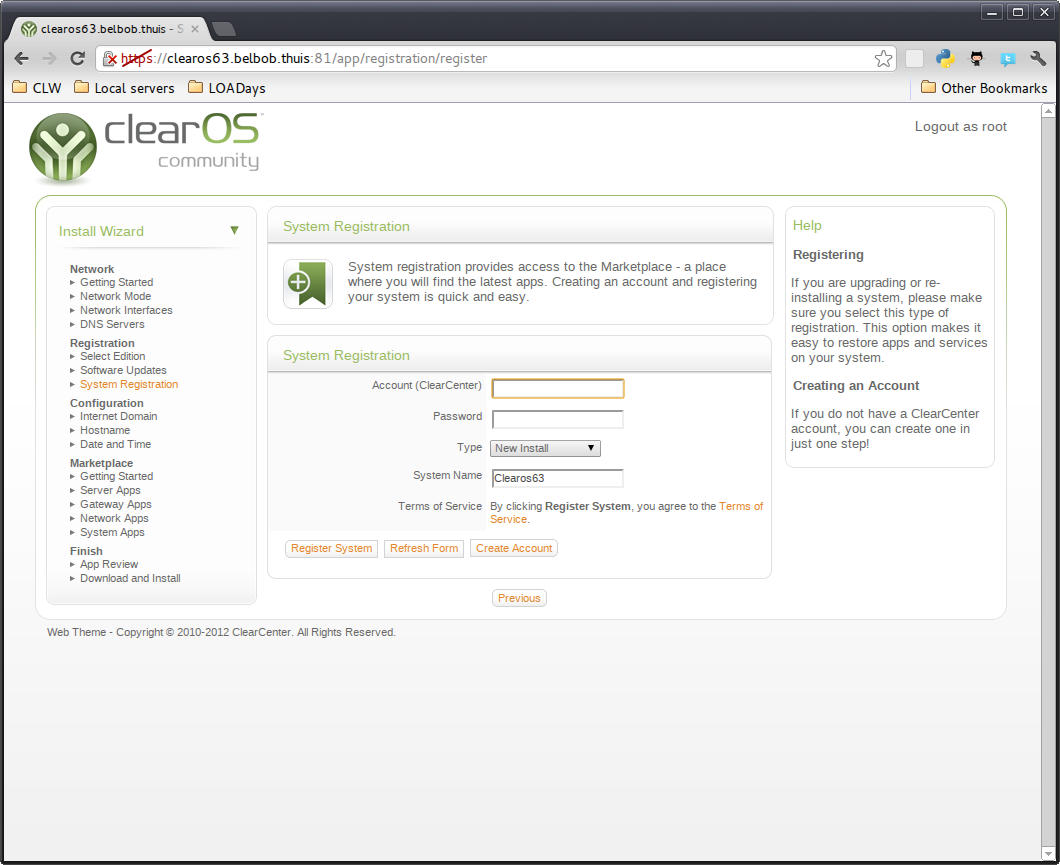 clearos63.belbob.thuis - S
https://clearos63.belbob.thuis:81/app/registration/register
CLW
Local servers
LOADays
Other Bookmarks
clearOS
community
Logout as root
Install Wizard
Network
Getting Started
Network Mode
Network Interfaces
DNS Servers
Registration
Select Edition
Software Updates
System Registration
Configuration
Internet Domain
Hostname
Date and Time
Marketplace
Getting Started
Server Apps
Gateway Apps
Network Apps
System Apps
Finish
App Review
Download and Install
System Registration
System registration provides access to the Marketplace - a place
where you will find the latest apps. Creating an account and registering
your system is quick and easy.
System Registration
Account (ClearCenter)
Password
Type
New Install
System Name
Clearos63
Terms of Service
By clicking Register System, you agree to the Terms of
Service.
Register System
Refresh Form
Create Account
Previous
Help
Registering
If you are upgrading or re-
installing a system, please make
sure you select this type of
registration. This option makes it
easy to restore apps and services
on your system.
Creating an Account
If you do not have a ClearCenter
account, you can create one in
just one step!
Web Theme - Copyright © 2010-2012 ClearCenter. All Rights Reserved.